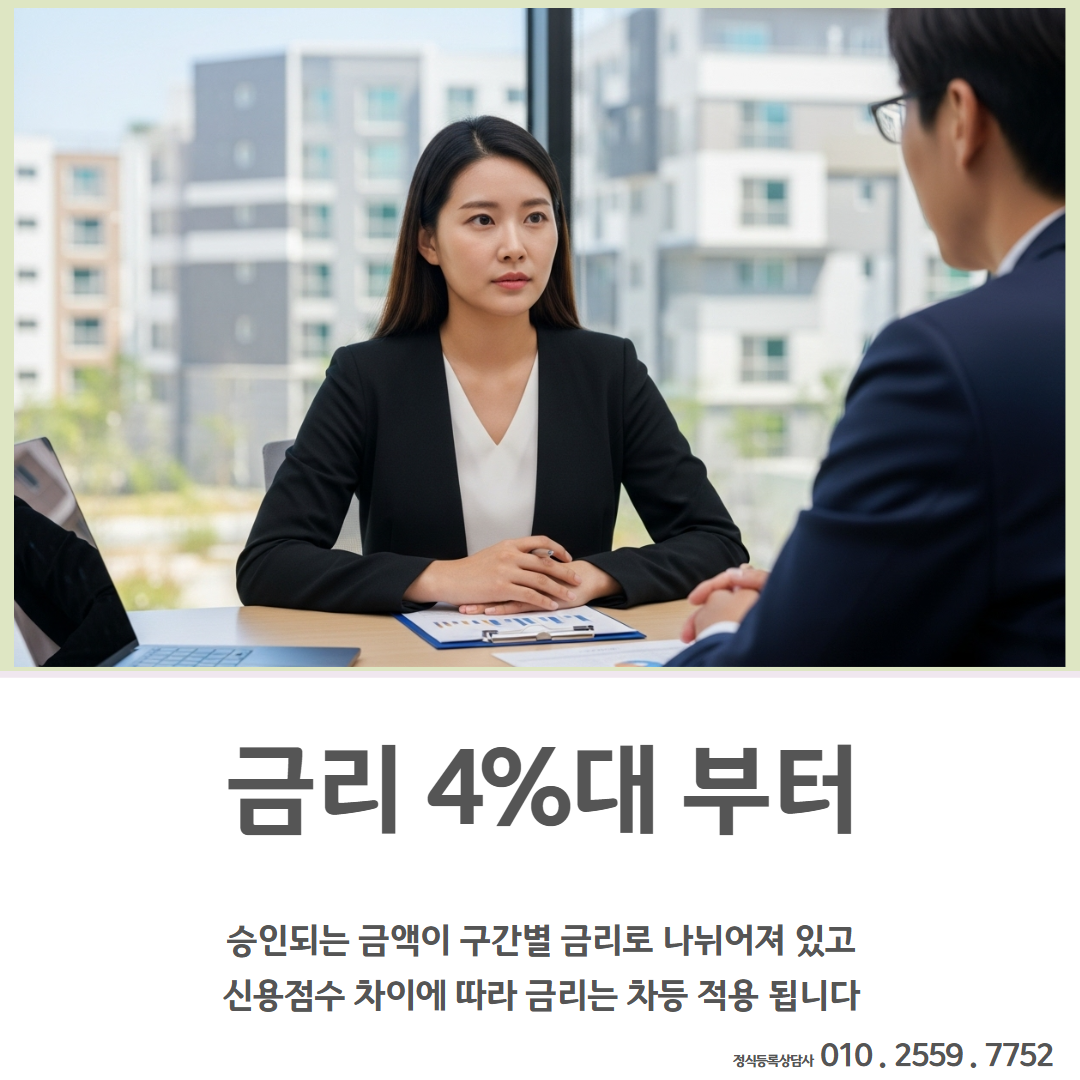 금리 4%대 부터
승인되는 금액이 구간별 금리로 나뉘어져 있고
신용점수 차이에 따라 금리는 차등 적용 됩니다
정식등록상담사 010 . 2559 . 7752